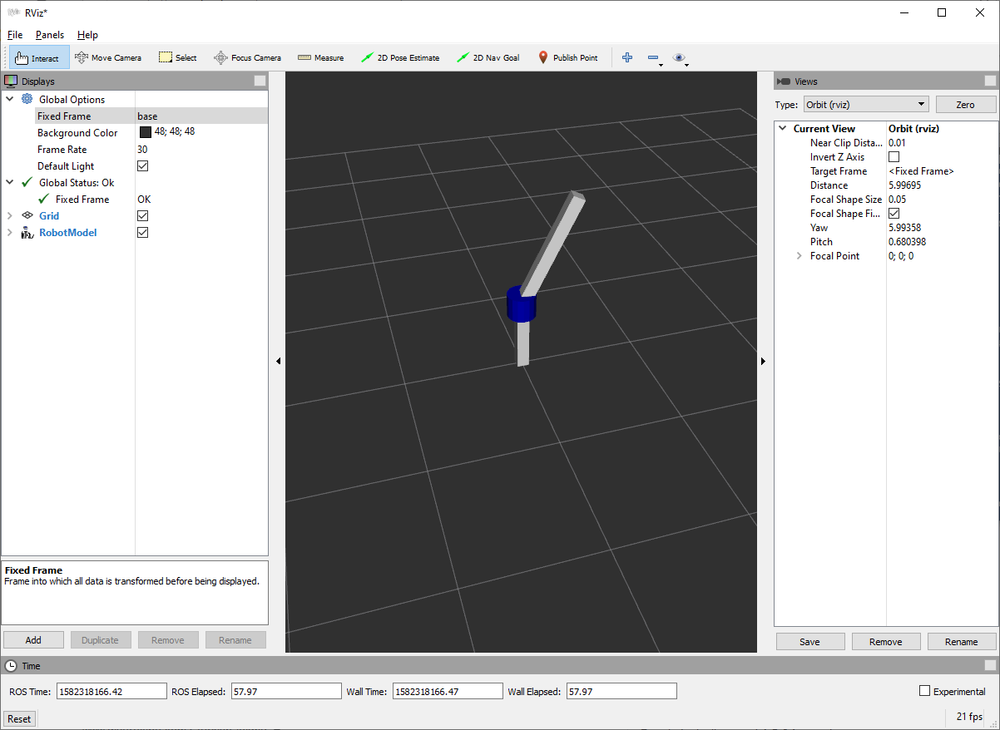 RViz*
File Panels Help
Interact Move Camera Select Focus Camera Measure 2D Pose Estimate 2D Nav Goal Publish Point
Displays
Global Options
Fixed Frame base
Background Color 48; 48; 48
Frame Rate 30
Default Light
Global Status: Ok
Fixed Frame OK
Grid
RobotModel
Fixed Frame
Frame into which all data is transformed before being displayed.
Add Duplicate Remove Rename
Views
Type: Orbit (rviz) Zero
Current View Orbit (rviz)
Near Clip Dista... 0.01
Invert Z Axis
Target Frame <Fixed Frame>
Distance 5.99695
Focal Shape Size 0.05
Focal Shape Fi...
Yaw 5.99358
Pitch 0.680398
Focal Point 0; 0; 0
Save Remove Rename
Time
ROS Time: 1582318166.42 ROS Elapsed: 57.97 Wall Time: 1582318166.47 Wall Elapsed: 57.97 Experimental
Reset 21 fps